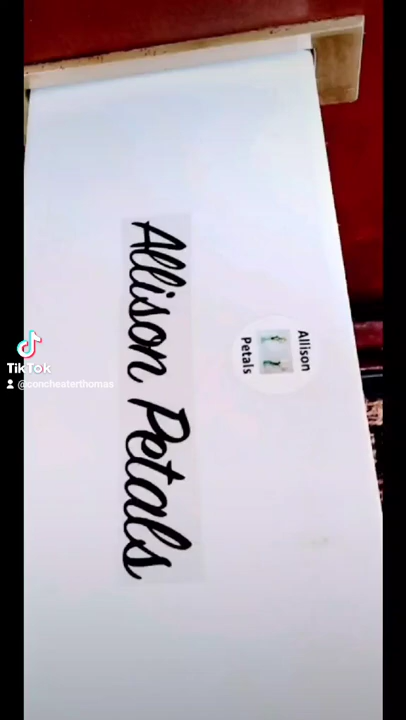 Allison Petals
Allison
Petals
TikTok
@concheaterthomas